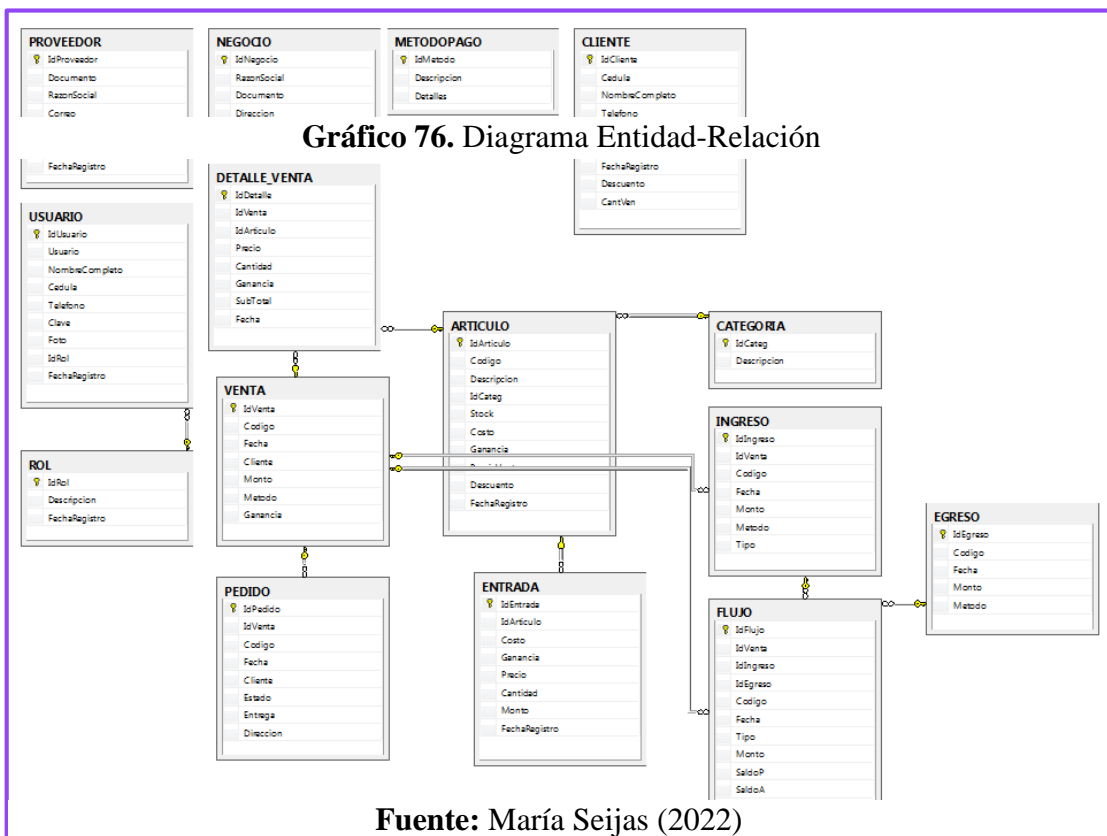 PROVEEDOR
IdProveedor
Documento
RazonSocial
Correo
FechaRegistro
NEGOCIO
IdNegocio
RazonSocial
Documento
Direccion
METODOPAGO
IdMetodo
Descripcion
Detalles
CLIENTE
IdCliente
Cedula
NombreCompleto
Telefono
FechaRegistro
Descuento
CantVen
Gráfico 76. Diagrama Entidad-Relación
USUARIO
IdUsuario
Usuario
NombreCompleto
Cedula
Telefono
Clave
Foto
IdRol
FechaRegistro
DETALLE_VENTA
IdDetalle
IdVenta
IdArticulo
Precio
Cantidad
Ganancia
SubTotal
Fecha
ARTICULO
IdArticulo
Codigo
Descripcion
IdCateg
Stock
Costo
Ganancia
Descuento
FechaRegistro
CATEGORIA
IdCateg
Descripcion
VENTA
IdVenta
Codigo
Fecha
Cliente
Monto
Metodo
Ganancia
INGRESO
IdIngreso
IdVenta
Codigo
Fecha
Monto
Metodo
Tipo
ROL
IdRol
Descripcion
FechaRegistro
EGRESO
IdEgreso
Codigo
Fecha
Monto
Metodo
PEDIDO
IdPedido
IdVenta
Codigo
Fecha
Cliente
Estado
Entrega
Direccion
ENTRADA
IdEntrada
IdArticulo
Costo
Ganancia
Precio
Cantidad
Monto
FechaRegistro
FLUJO
IdFlujo
IdVenta
IdIngreso
IdEgreso
Codigo
Fecha
Tipo
Monto
SaldoP
SaldoA
Fuente: María Seijas (2022)